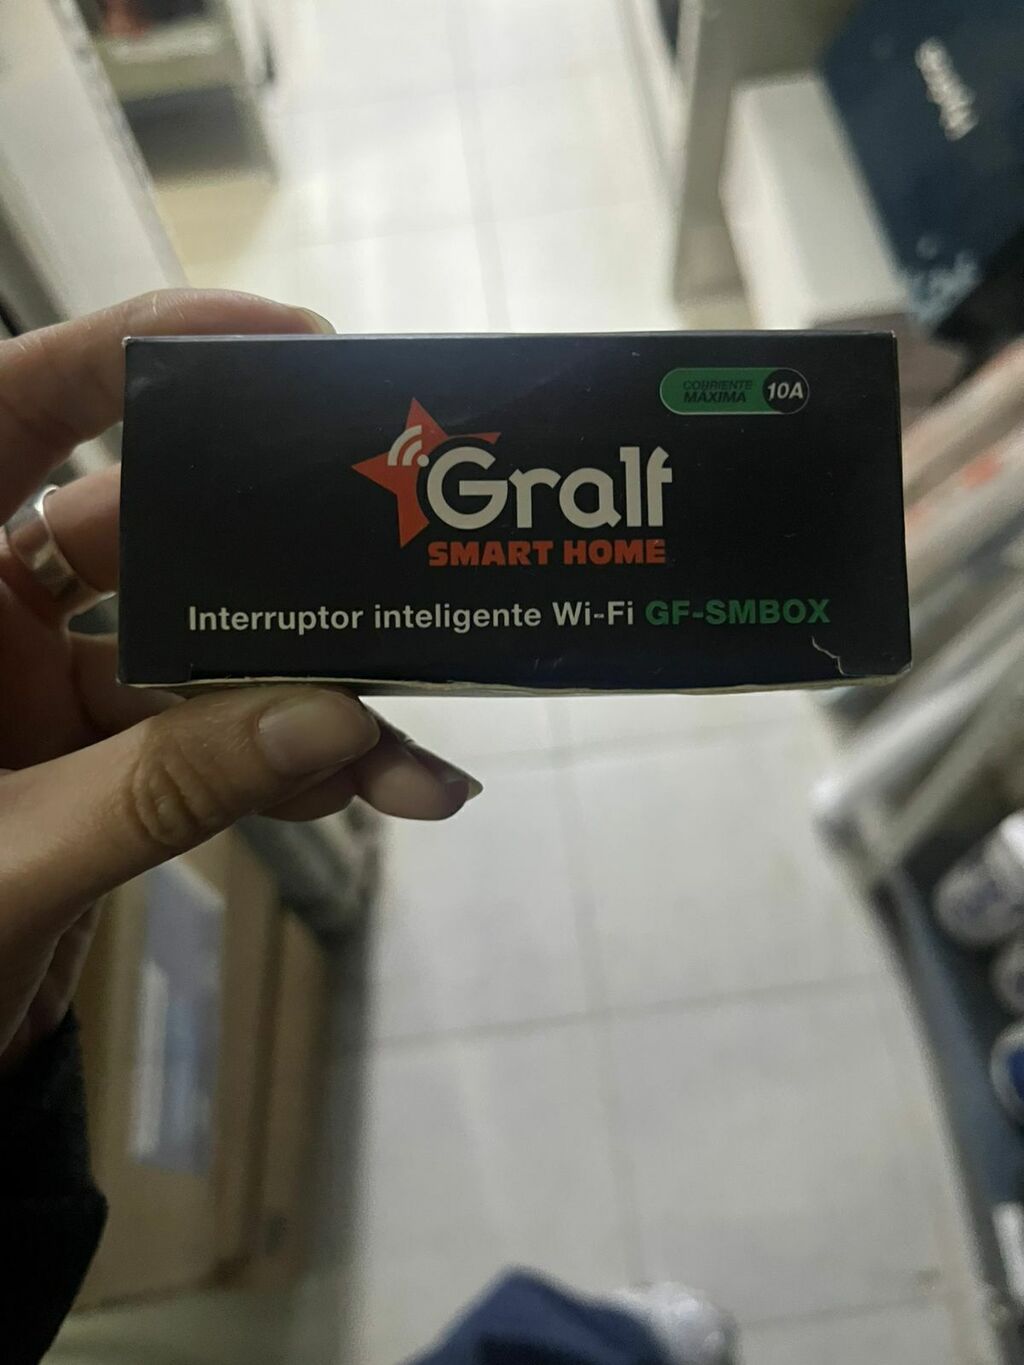 CORRIENTE
MÁXIMA 10A
Gralf
SMART HOME
Interruptor inteligente Wi-Fi GF-SMBOX